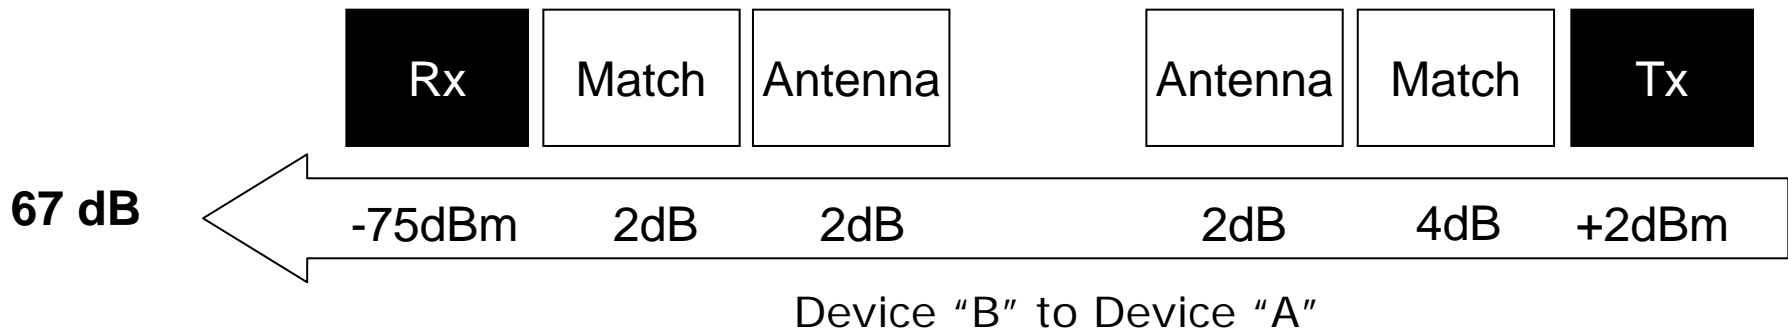 Rx Match Antenna Antenna Match Tx
67 dB
-75dBm 2dB 2dB 2dB 4dB +2dBm
Device “B” to Device “A”